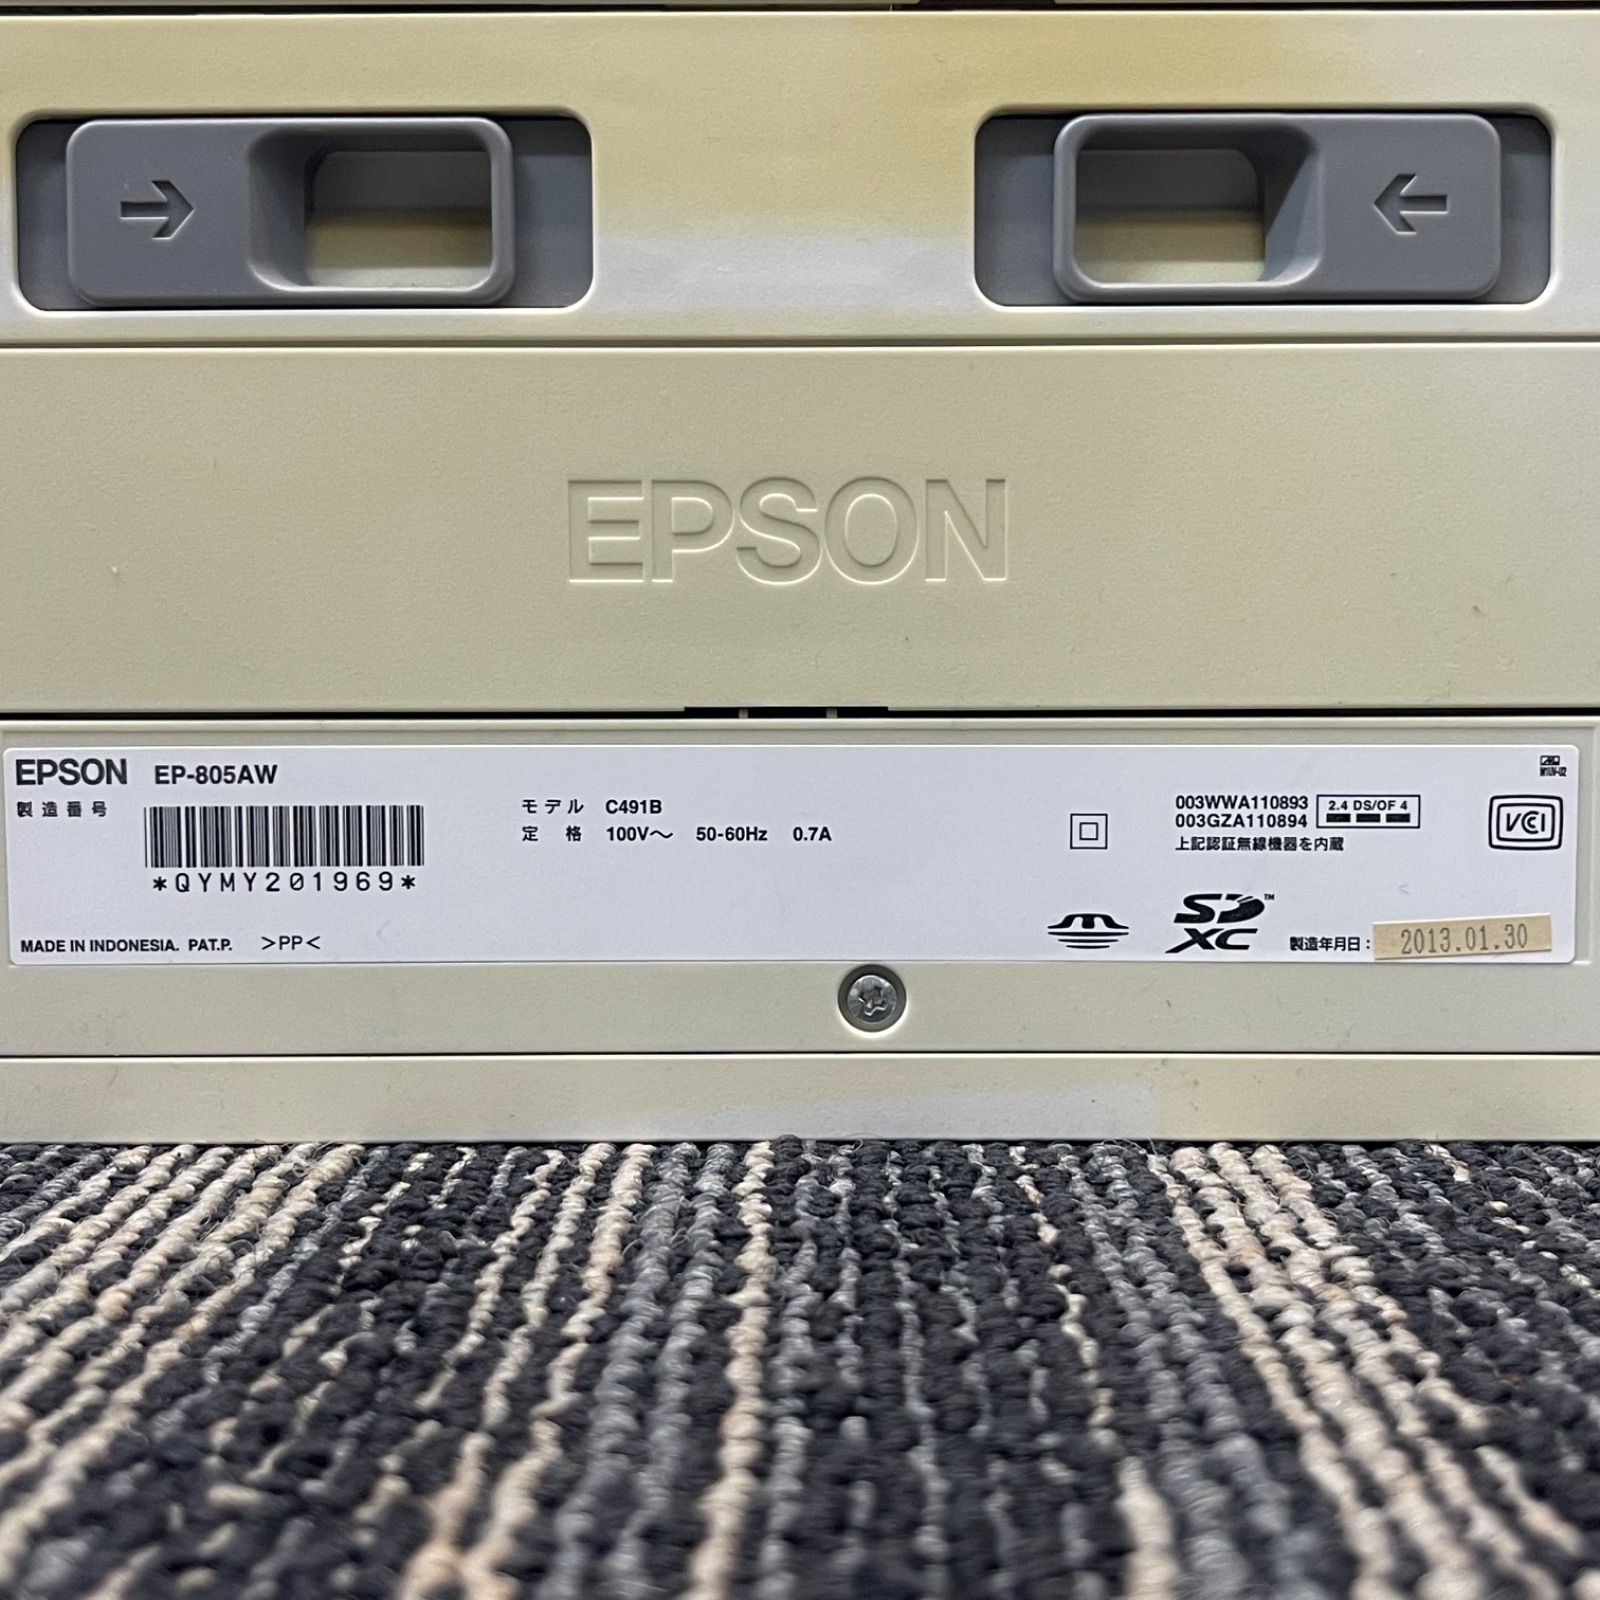 EPSON
EPSON EP-805AW
製造番号
*QYMY201969*
モデル C491B
定格 100V～ 50-60Hz 0.7A
003WWA110893
003GZA110894
2.4 DS/OF 4
上記認証無線機器を内蔵
VCCI
MADE IN INDONESIA. PAT.P. >PP<
SD XC™
製造年月日： 2013.01.30